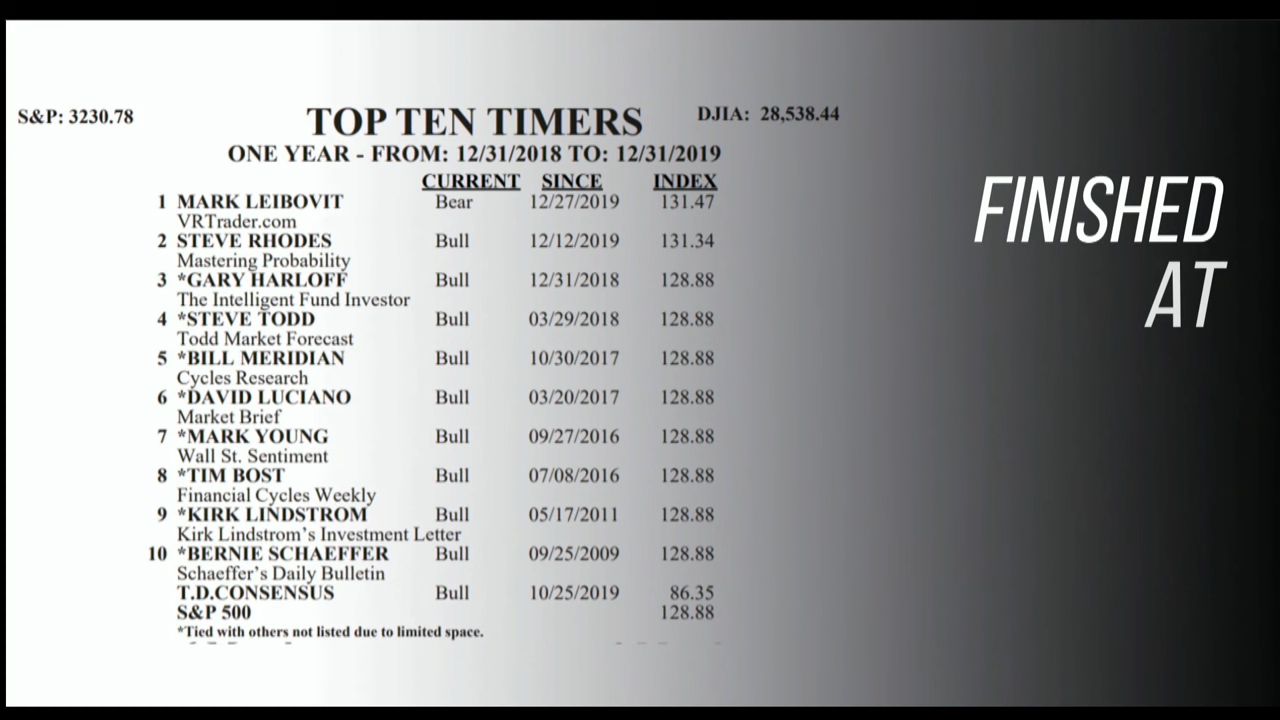 S&P: 3230.78 TOP TEN TIMERS DJIA: 28,538.44
ONE YEAR - FROM: 12/31/2018 TO: 12/31/2019
CURRENT SINCE INDEX
1 MARK LEIBOVIT Bear 12/27/2019 131.47
VRTrader.com
2 STEVE RHODES Bull 12/12/2019 131.34
Mastering Probability
3 *GARY HARLOFF Bull 12/31/2018 128.88
The Intelligent Fund Investor
4 *STEVE TODD Bull 03/29/2018 128.88
Todd Market Forecast
5 *BILL MERIDIAN Bull 10/30/2017 128.88
Cycles Research
6 *DAVID LUCIANO Bull 03/20/2017 128.88
Market Brief
7 *MARK YOUNG Bull 09/27/2016 128.88
Wall St. Sentiment
8 *TIM BOST Bull 07/08/2016 128.88
Financial Cycles Weekly
9 *KIRK LINDSTROM Bull 05/17/2011 128.88
Kirk Lindstrom's Investment Letter
10 *BERNIE SCHAEFFER Bull 09/25/2009 128.88
Schaeffer's Daily Bulletin
T.D.CONSENSUS Bull 10/25/2019 86.35
S&P 500 128.88
*Tied with others not listed due to limited space.
FINISHED
AT